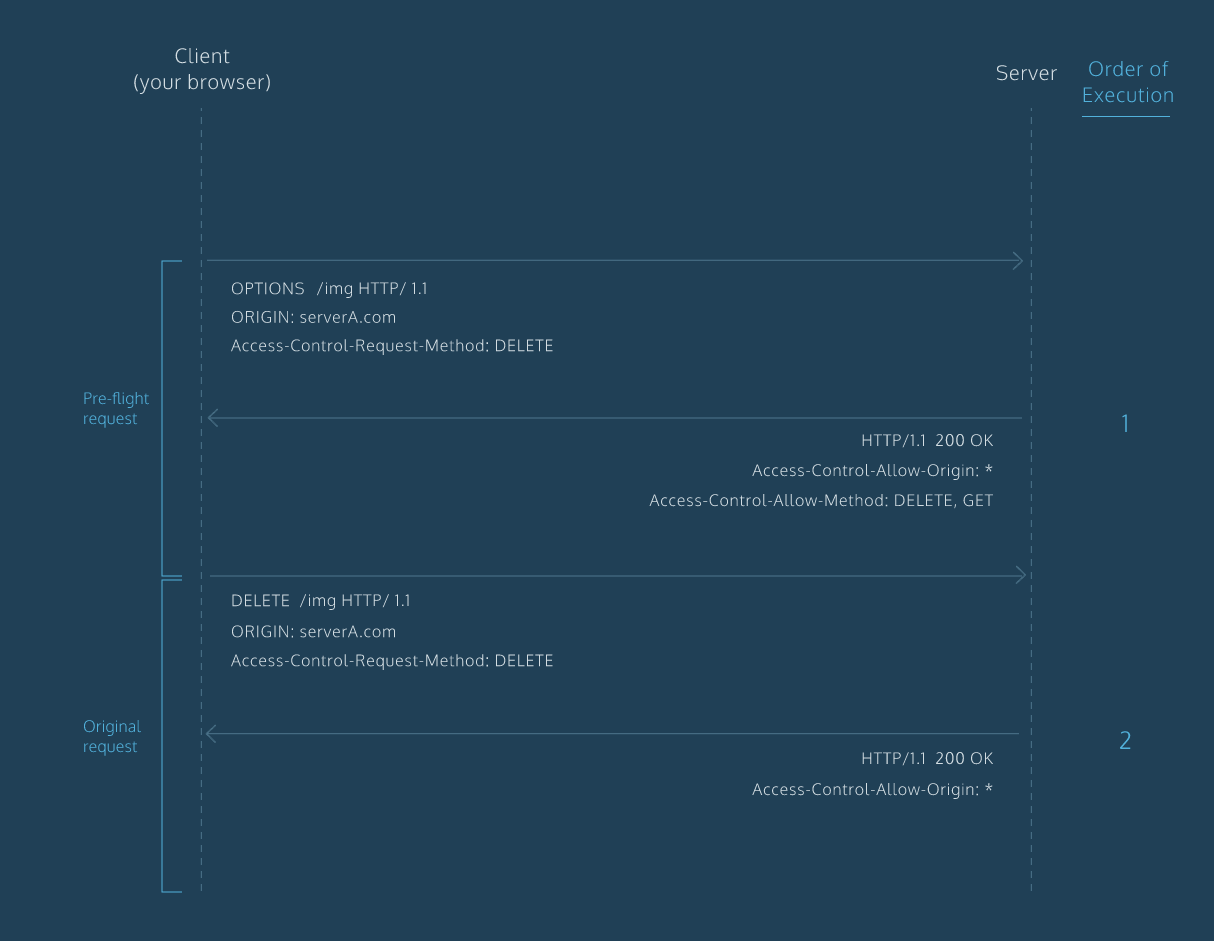 Client
(your browser)
Server
Order of
Execution
OPTIONS /img HTTP/ 1.1
ORIGIN: serverA.com
Access-Control-Request-Method: DELETE
Pre-flight
request
1
HTTP/1.1 200 OK
Access-Control-Allow-Origin: *
Access-Control-Allow-Method: DELETE, GET
DELETE /img HTTP/ 1.1
ORIGIN: serverA.com
Access-Control-Request-Method: DELETE
Original
request
2
HTTP/1.1 200 OK
Access-Control-Allow-Origin: *